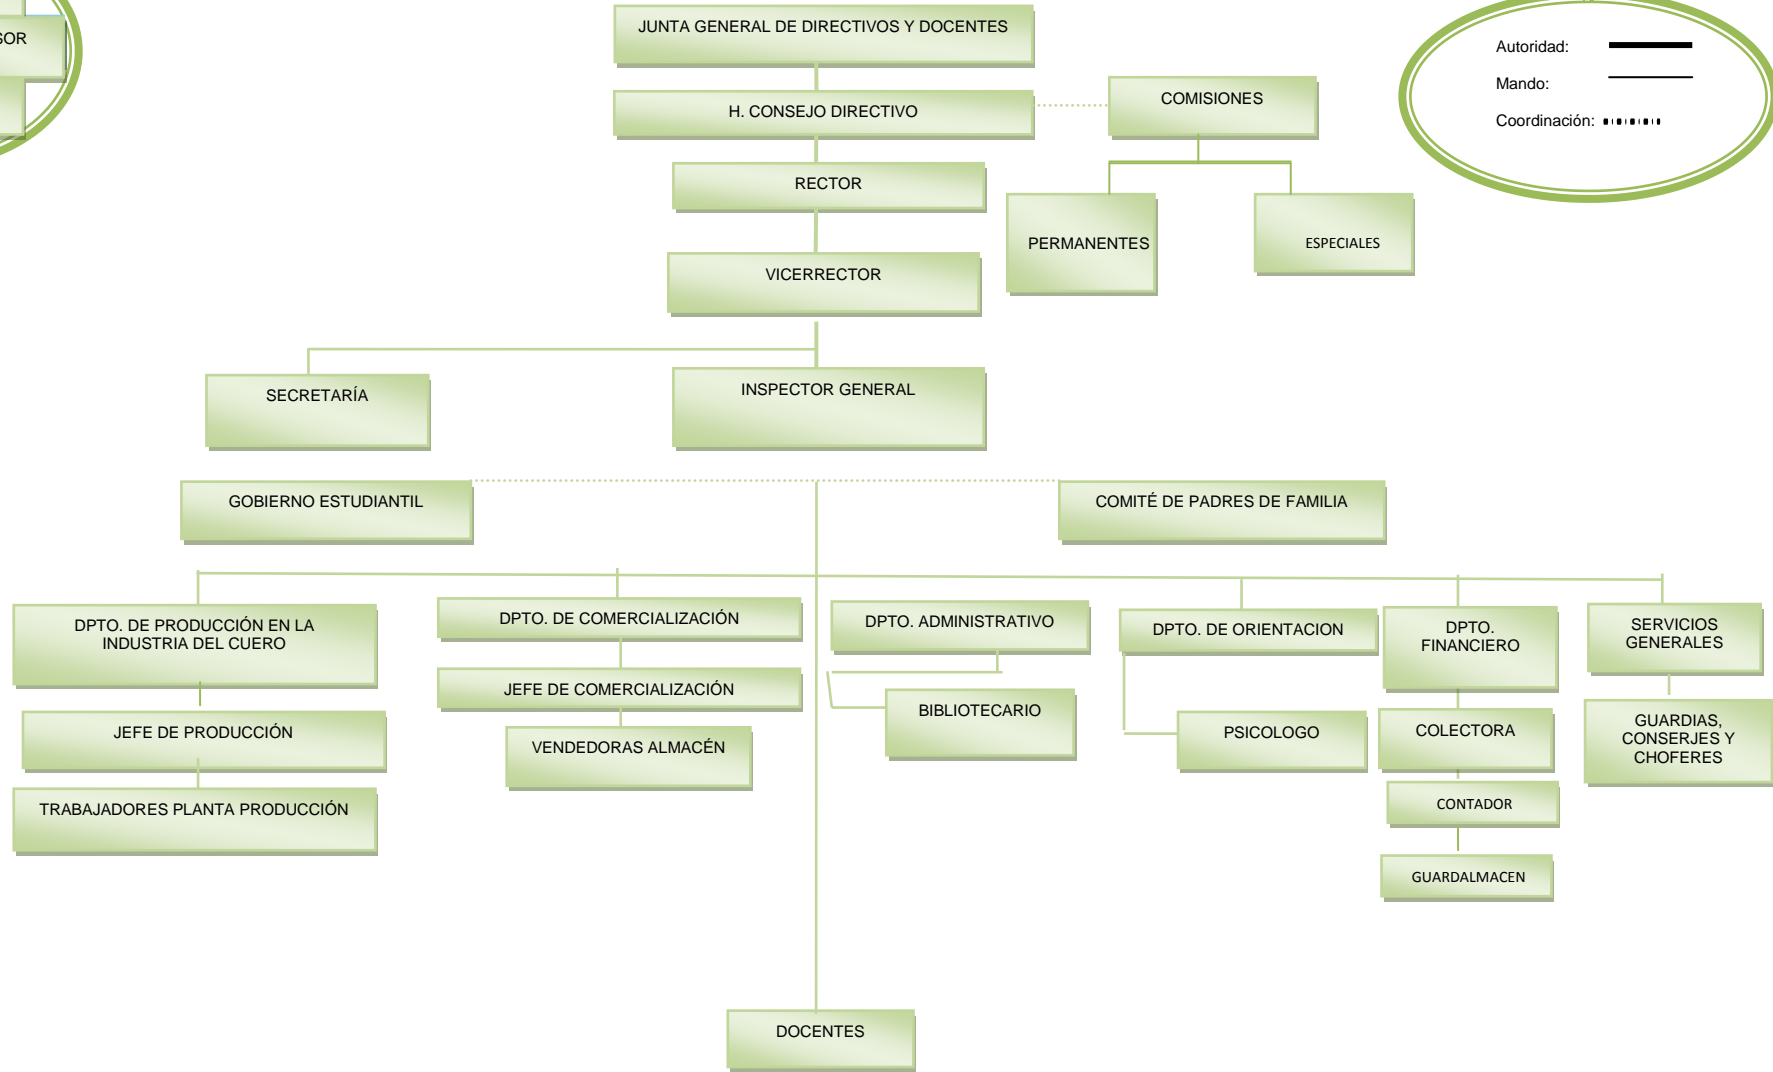 JUNTA GENERAL DE DIRECTIVOS Y DOCENTES
H. CONSEJO DIRECTIVO
COMISIONES
Autoridad:
Mando:
Coordinación:
RECTOR
PERMANENTES
ESPECIALES
VICERRECTOR
SECRETARÍA
INSPECTOR GENERAL
GOBIERNO ESTUDIANTIL
COMITÉ DE PADRES DE FAMILIA
DPTO. DE PRODUCCIÓN EN LA
INDUSTRIA DEL CUERO
JEFE DE PRODUCCIÓN
TRABAJADORES PLANTA PRODUCCIÓN
DPTO. DE COMERCIALIZACIÓN
JEFE DE COMERCIALIZACIÓN
VENDEDORAS ALMACÉN
DPTO. ADMINISTRATIVO
BIBLIOTECARIO
DPTO. DE ORIENTACION
PSICOLOGO
DPTO.
FINANCIERO
COLECTORA
CONTADOR
GUARDALMACEN
SERVICIOS
GENERALES
GUARDIAS,
CONSERJES Y
CHOFERES
DOCENTES